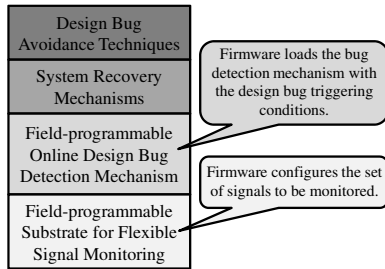 Design Bug
Avoidance Techniques
System Recovery
Mechanisms
Field-programmable
Online Design Bug
Detection Mechanism
Field-programmable
Substrate for Flexible
Signal Monitoring
Firmware loads the bug
detection mechanism with
the design bug triggering
conditions.
Firmware configures the set
of signals to be monitored.